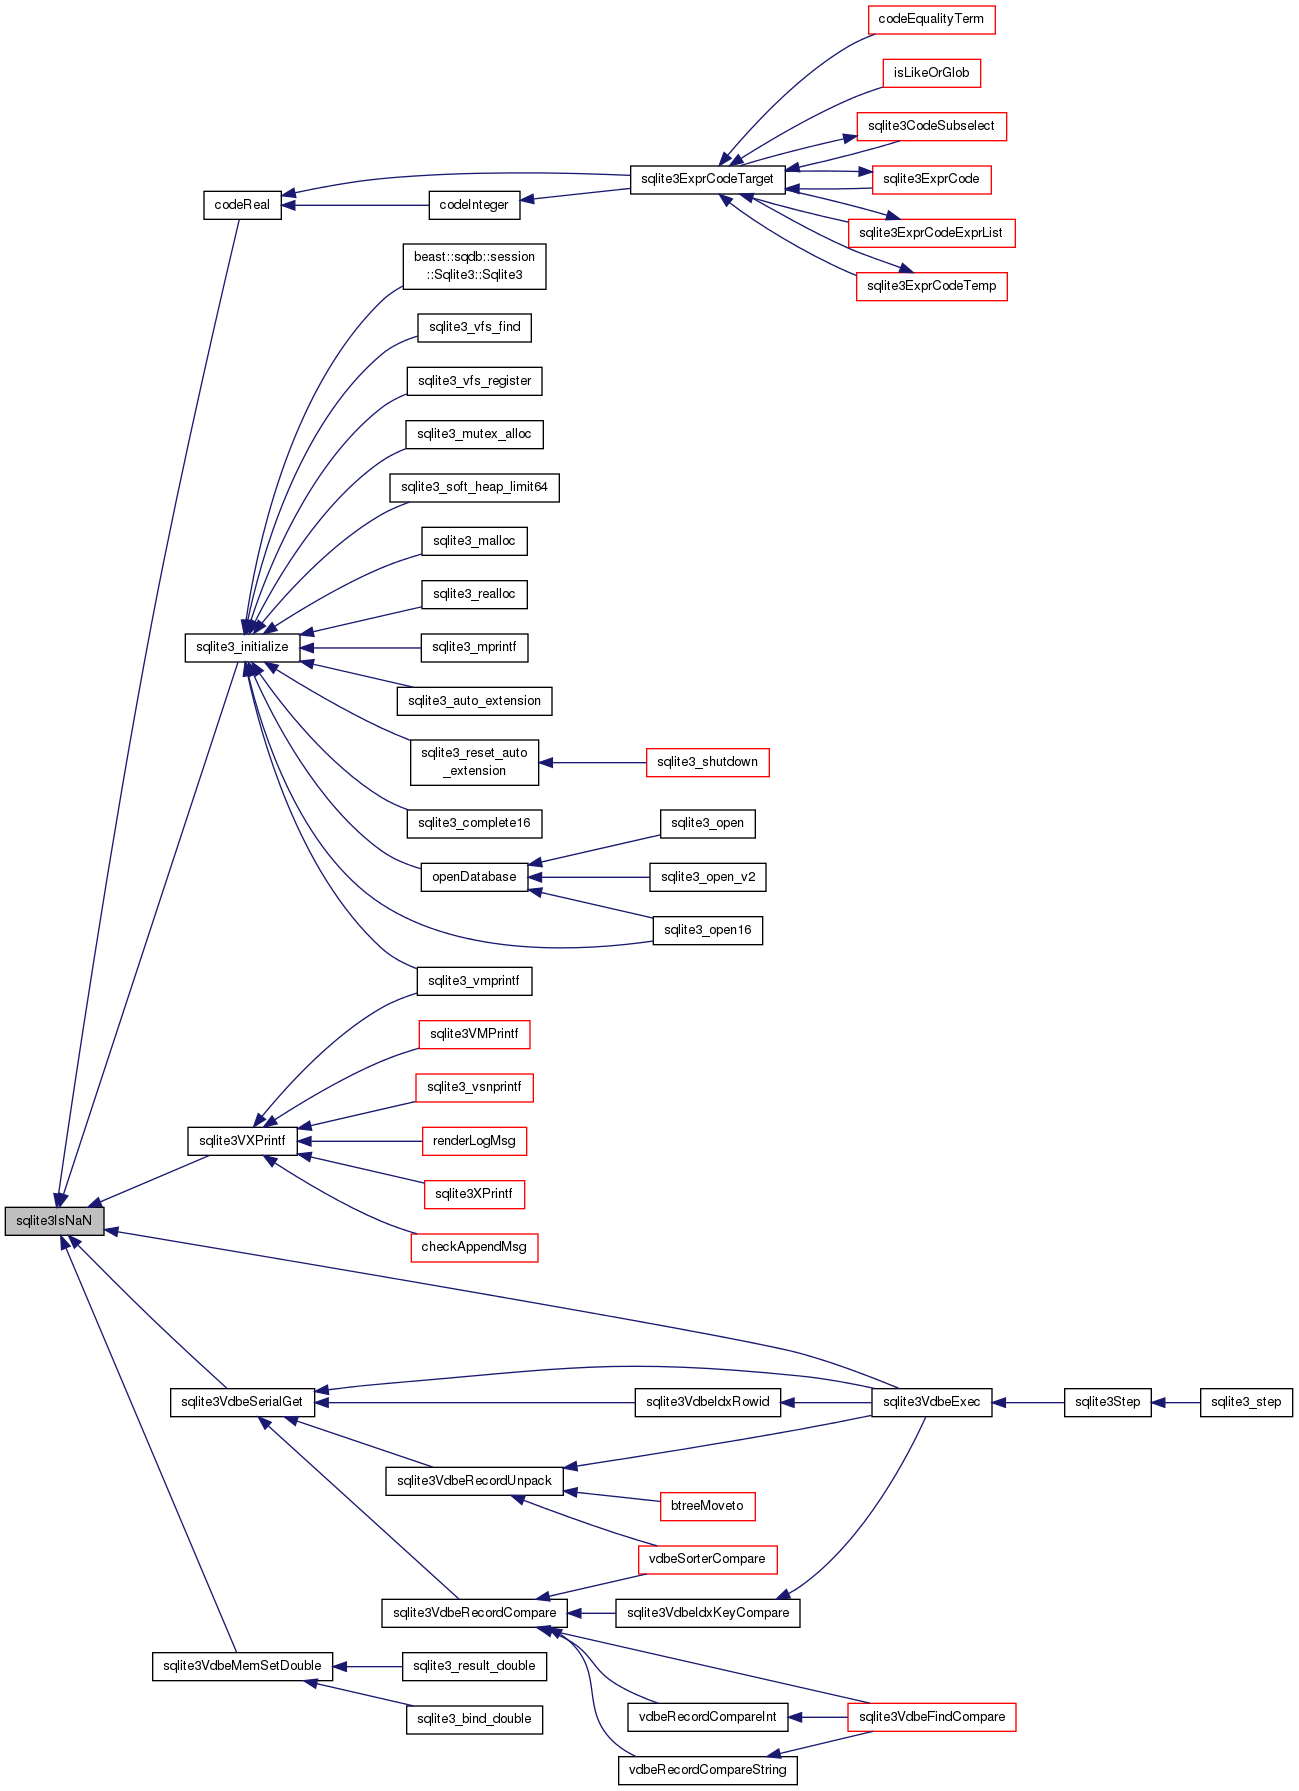 codeEqualityTerm
isLikeOrGlob
sqlite3CodeSubselect
sqlite3ExprCodeTarget
sqlite3ExprCode
codeReal
codeInteger
sqlite3ExprCodeExprList
beast::sqdb::session
::Sqlite3::Sqlite3
sqlite3ExprCodeTemp
sqlite3_vfs_find
sqlite3_vfs_register
sqlite3_mutex_alloc
sqlite3_soft_heap_limit64
sqlite3_malloc
sqlite3_realloc
sqlite3_initialize
sqlite3_mprintf
sqlite3_auto_extension
sqlite3_reset_auto
_extension
sqlite3_shutdown
sqlite3_complete16
sqlite3_open
openDatabase
sqlite3_open_v2
sqlite3_open16
sqlite3_vmprintf
sqlite3VMPrintf
sqlite3_vsnprintf
sqlite3VXPrintf
renderLogMsg
sqlite3XPrintf
sqlite3IsNaN
checkAppendMsg
sqlite3VdbeSerialGet
sqlite3VdbeIdxRowid
sqlite3VdbeExec
sqlite3Step
sqlite3_step
sqlite3VdbeRecordUnpack
btreeMoveto
vdbeSorterCompare
sqlite3VdbeRecordCompare
sqlite3VdbeIdxKeyCompare
sqlite3VdbeMemSetDouble
sqlite3_result_double
sqlite3_bind_double
vdbeRecordCompareInt
sqlite3VdbeFindCompare
vdbeRecordCompareString